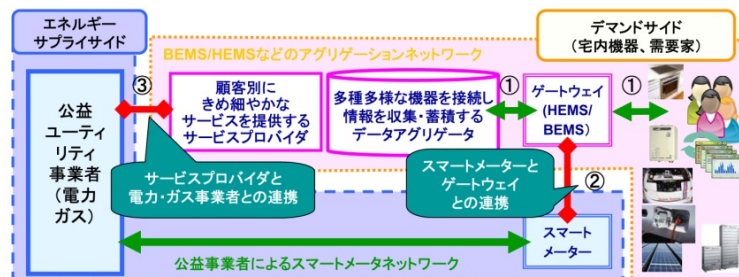 エネルギー
サプライサイド
デマンドサイド
(宅内機器、需要家)
BEMS/HEMSなどのアグリゲーションネットワーク
公益
ユーティ
リティ
事業者
(電力
ガス)
③
顧客別に
きめ細やかな
サービスを提供する
サービスプロバイダ
多種多様な機器を接続し
情報を収集・蓄積する
データアグリゲータ
①
ゲートウェイ
(HEMS/
BEMS)
①
サービスプロバイダと
電力・ガス事業者との連携
スマートメーターと
ゲートウェイ
との連携
②
スマート
メーター
公益事業者によるスマートメータネットワーク